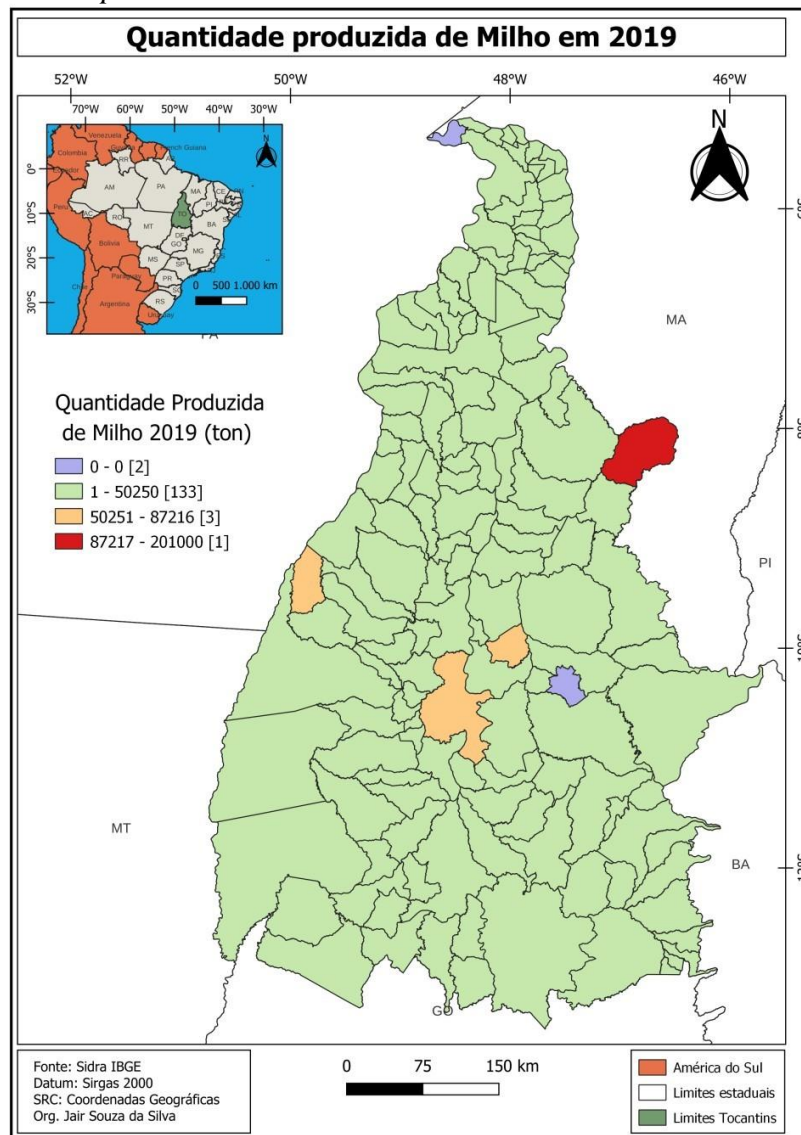 Quantidade produzida de Milho em 2019
52°W 50°W 48°W 46°W
70°W 60°W 50°W 40°W 30°W
0°
10°S
20°S
30°S
Venezuela
Colombia
French Guiana
Peru
Bolivia
Paraguay
Chile
Argentina
Uruguay
RR
AM
PA
MA
CE
PI
AC
RO
TO
MT
BA
DF
GO
MG
MS
SP
PR
SC
RS
0 500 1.000 km
N
8°S
10°S
12°S
MA
PI
BA
GO
MT
Quantidade Produzida
de Milho 2019 (ton)
0 - 0 [2]
1 - 50250 [133]
50251 - 87216 [3]
87217 - 201000 [1]
Fonte: Sidra IBGE
Datum: Sirgas 2000
SRC: Coordenadas Geográficas
Org. Jair Souza da Silva
0 75 150 km
América do Sul
Limites estaduais
Limites Tocantins